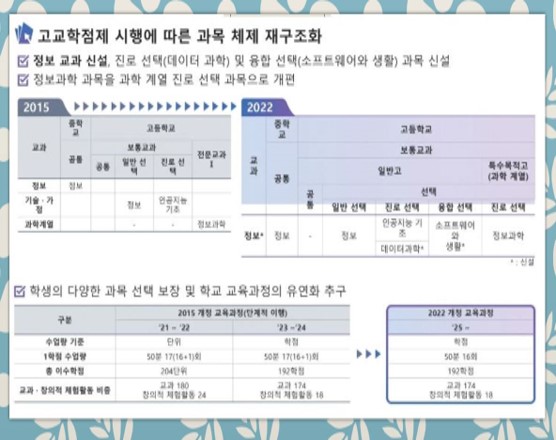 고교학점제 시행에 따른 과목 체제 재구조화
정보 교과 신설, 진로 선택(데이터 과학) 및 융합 선택(소프트웨어와 생활) 과목 신설
정보과학 과목을 과학 계열 진로 선택 과목으로 개편
2015
교과
중학교
고등학교
공통
보통교과
전문교과 I
공통
일반 선택
진로 선택
정보
정보
기술·가정
정보
인공지능 기초
과학계열
-
-
정보과학
2022
교과
중학교
고등학교
공통
보통교과
일반고
특수목적고
(과학 계열)
공통
선택
일반 선택
진로 선택
융합 선택
진로 선택
정보*
정보
-
정보
인공지능 기초
데이터과학*
소프트웨어와 생활*
정보과학
* : 신설
학생의 다양한 과목 선택 보장 및 학교 교육과정의 유연화 추구
구분
2015 개정 교육과정(단계적 이행)
'21 = '22
'23 ='24
수업량 기준
단위
학점
1학점 수업량
50분 17(16+1)회
50분 17(16+1)회
총 이수학점
204단위
192학점
교과·창의적 체험활동 비중
교과 180
창의적 체험활동 24
교과 174
창의적 체험활동 18
2022 개정 교육과정
'25 =
학점
50분 16회
192학점
교과 174
창의적 체험활동 18